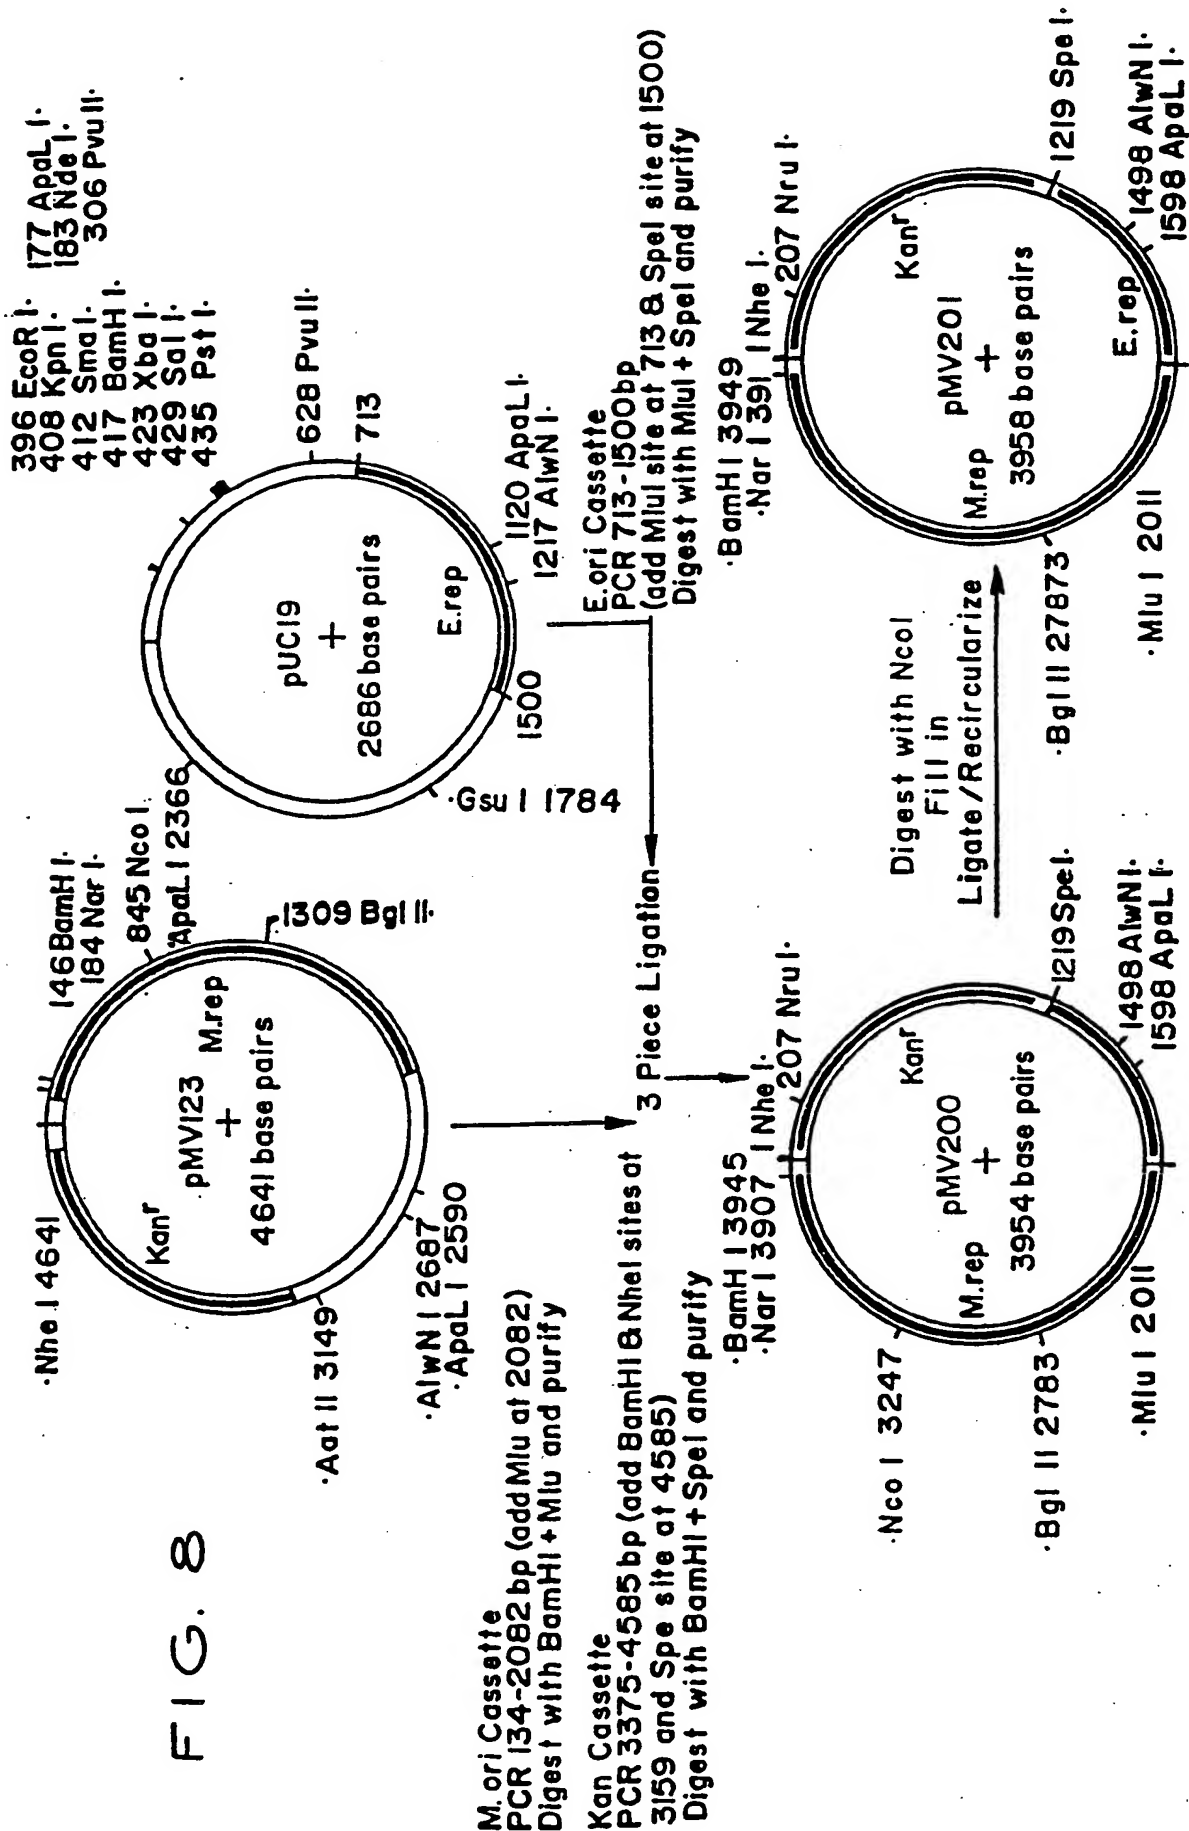 FIG. 8
·Nhe I 4641
146 BamH I·
184 Nar I·
845 Nco I·
1309 Bgl II·
Kanʳ
pMV123
M.rep
+
4641 base pairs
·Aat II 3149
·AlwN I 2687
·ApaL I 2590
396 EcoR I·
408 Kpn I·
412 Sma I·
417 BamH I·
423 Xba I·
429 Sal I·
435 Pst I·
177 ApaL I·
183 Nde I·
306 Pvu II·
·ApaL I 2366
628 Pvu II·
713
pUC19
+
2686 base pairs
E.rep
1120 ApaL I·
1217 AlwN I·
1500
·Gsu I 1784
M. ori Cassette
PCR 134-2082 bp (add Mlu at 2082)
Digest with BamHI + Mlu and purify
Kan Cassette
PCR 3375-4585 bp (add BamHI & NheI sites at
3159 and Spe site at 4585)
Digest with BamHI + SpeI and purify
3 Piece Ligation
E.ori Cassette
PCR 713-1500bp
(add MluI site at 713 & SpeI site at 1500)
Digest with MluI + SpeI and purify
·BamH I 3945
·Nar I 3907
1 Nhe I·
207 Nru I·
·Nco I 3247
Kanʳ
M.rep
pMV200
+
3954 base pairs
1219 Spe I·
·Bgl II 2783
1498 AlwN I·
1598 ApaL I·
·Mlu I 2011
Digest with NcoI
Fill in
Ligate/Recircularize
·BamH I 3949
·Nar I 391
1 Nhe I·
207 Nru I·
Kanʳ
pMV201
M.rep
+
3958 base pairs
E.rep
1219 Spe I·
·Bgl II 27873
1498 AlwN I·
1598 ApaL I·
·Mlu I 2011